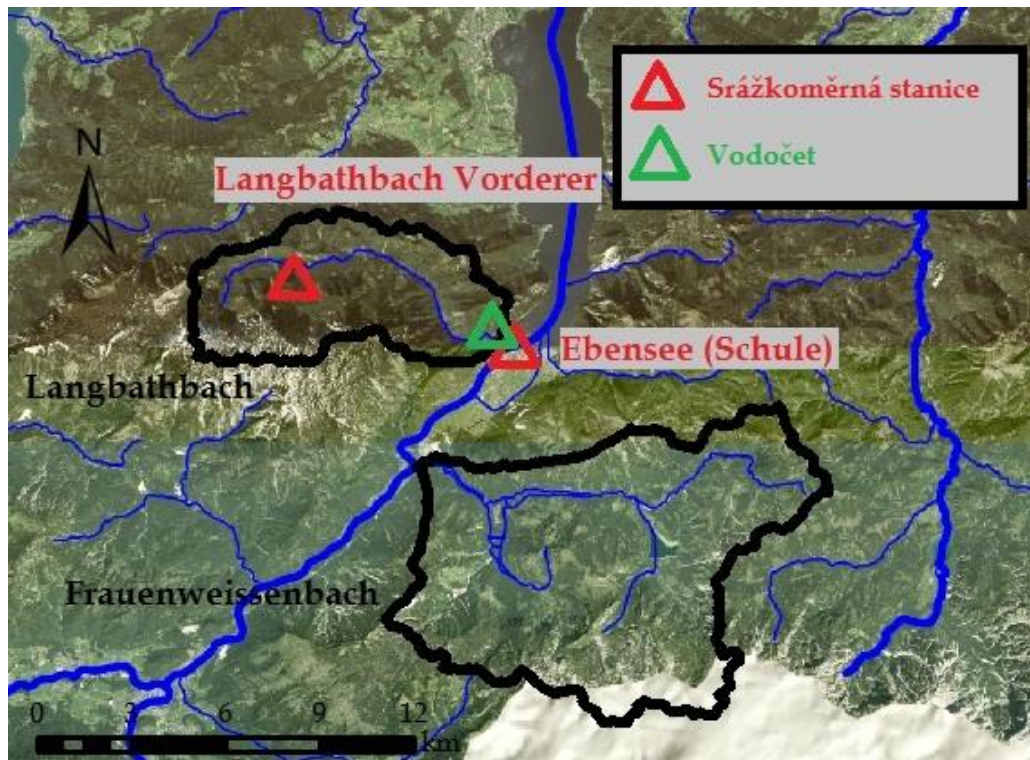 Srážkoměrná stanice
Vodočet
N
Langbathbach Vorderer
Ebensee (Schule)
Langbathbach
Frauenweissenbach
0 3 6 9 12
km